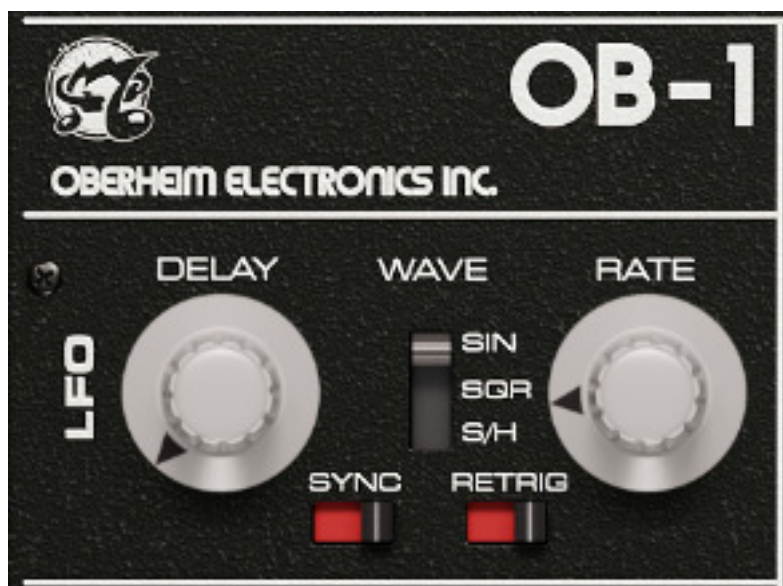 OB-1
OBERHEIM ELECTRONICS INC.
DELAY WAVE RATE
LFO
SIN
SQR
S/H
SYNC RETRIG